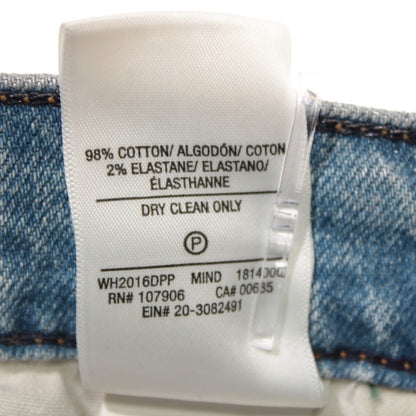 98% COTTON/ ALGODÓN/ COTON
2% ELASTANE/ ELASTANO/
ÉLASTHANNE
DRY CLEAN ONLY
P
WH2016DPP MIND
RN# 107906 CA# 00635
EIN# 20-3082491